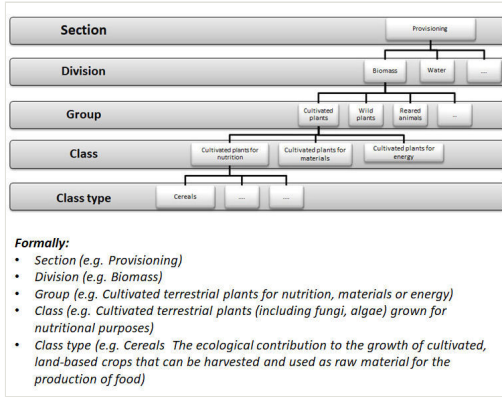 Section
Provisioning
Division
Biomass
Water
....
Group
Cultivated
plants
Wild
plants
Reared
animals
...
Class
Cultivated plants for
nutrition
Cultivated plants for
materials
Cultivated plants for
energy
Class type
Cereals
....
....
Formally:
• Section (e.g. Provisioning)
• Division (e.g. Biomass)
• Group (e.g. Cultivated terrestrial plants for nutrition, materials or energy)
• Class (e.g. Cultivated terrestrial plants (including fungi, algae) grown for
nutritional purposes)
• Class type (e.g. Cereals The ecological contribution to the growth of cultivated,
land-based crops that can be harvested and used as raw material for the
production of food)